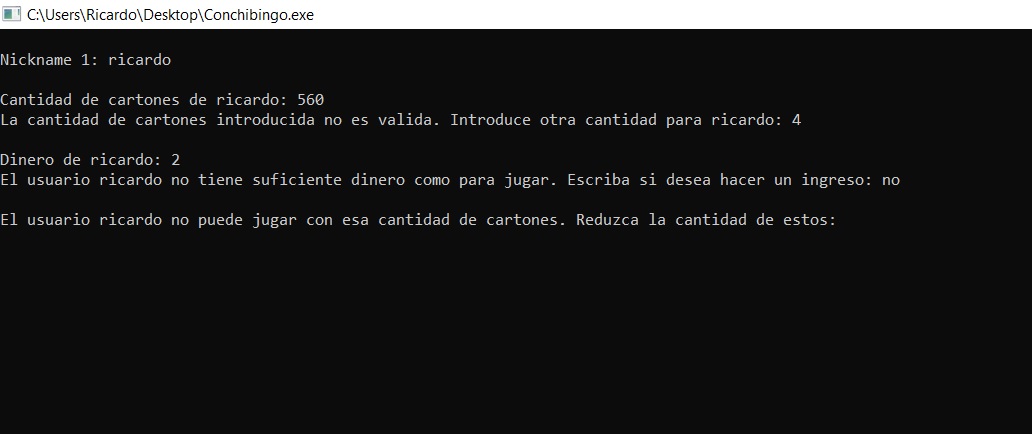 C:\Users\Ricardo\Desktop\Conchibingo.exe
Nickname 1: ricardo
Cantidad de cartones de ricardo: 560
La cantidad de cartones introducida no es valida. Introduce otra cantidad para ricardo: 4
Dinero de ricardo: 2
El usuario ricardo no tiene suficiente dinero como para jugar. Escriba si desea hacer un ingreso: no
El usuario ricardo no puede jugar con esa cantidad de cartones. Reduzca la cantidad de estos: